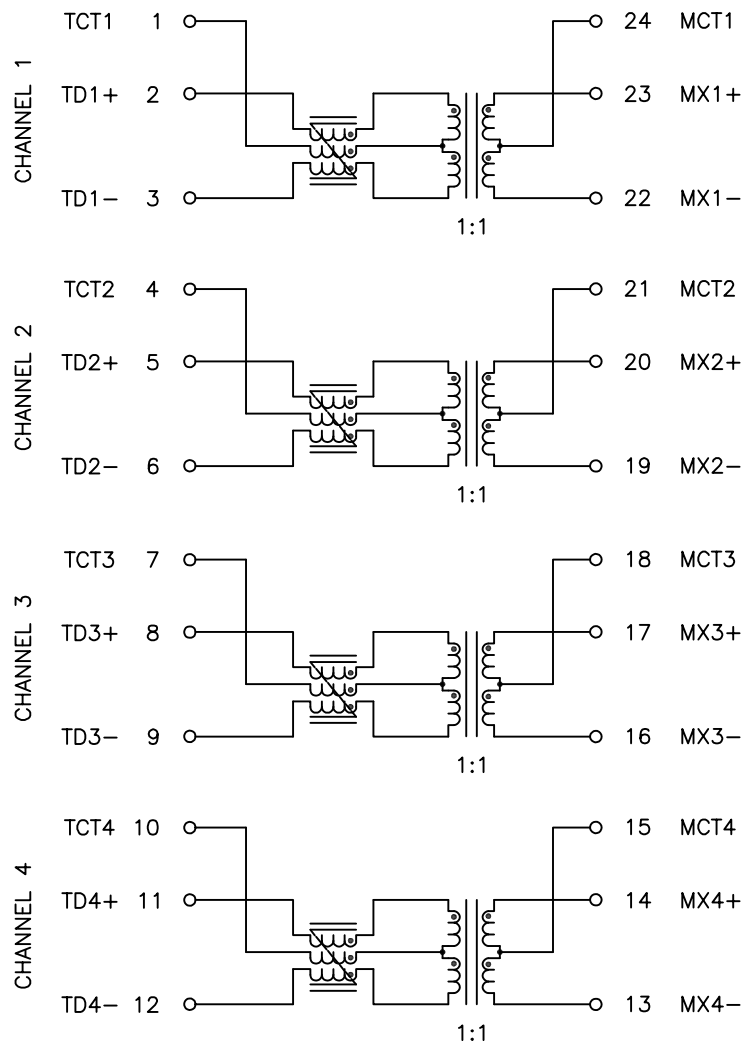 CHANNEL 1
TCT1 1 24 MCT1
TD1+ 2 23 MX1+
TD1− 3 22 MX1−
1:1
CHANNEL 2
TCT2 4 21 MCT2
TD2+ 5 20 MX2+
TD2− 6 19 MX2−
1:1
CHANNEL 3
TCT3 7 18 MCT3
TD3+ 8 17 MX3+
TD3− 9 16 MX3−
1:1
CHANNEL 4
TCT4 10 15 MCT4
TD4+ 11 14 MX4+
TD4− 12 13 MX4−
1:1